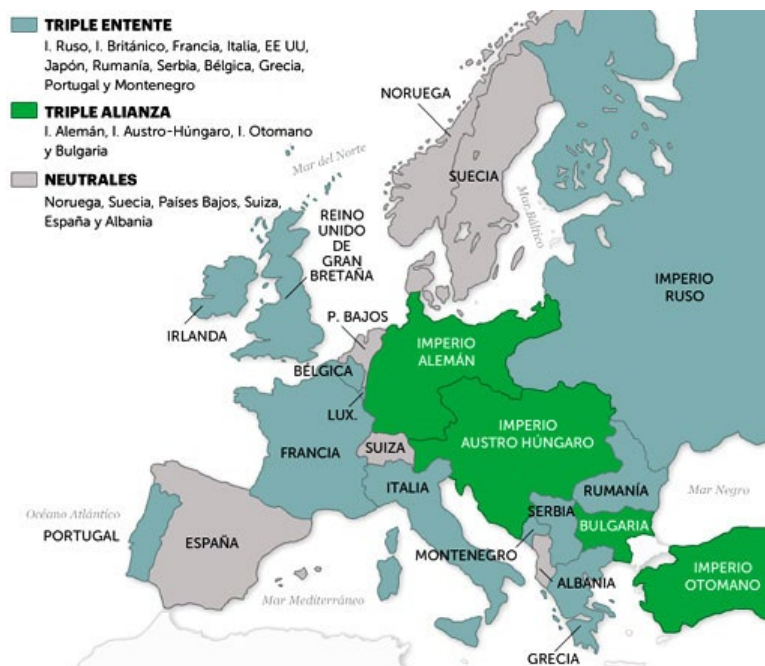 TRIPLE ENTENTE
I. Ruso, I. Británico, Francia, Italia, EE UU,
Japón, Rumanía, Serbia, Bélgica, Grecia,
Portugal y Montenegro
TRIPLE ALIANZA
I. Alemán, I. Austro-Húngaro, I. Otomano
y Bulgaria
NEUTRALES
Noruega, Suecia, Países Bajos, Suiza,
España y Albania
NORUEGA
Mar del Norte
SUECIA
Mar Báltico
REINO
UNIDO
DE
GRAN
BRETAÑA
IMPERIO
RUSO
IRLANDA
P. BAJOS
IMPERIO
ALEMÁN
BÉLGICA
LUX.
IMPERIO
AUSTRO HÚNGARO
FRANCIA
SUIZA
ITALIA
RUMANÍA
Mar Negro
SERBIA
BULGARIA
Océano Atlántico
PORTUGAL
ESPAÑA
MONTENEGRO
ALBANIA
IMPERIO
OTOMANO
Mar Mediterráneo
GRECIA